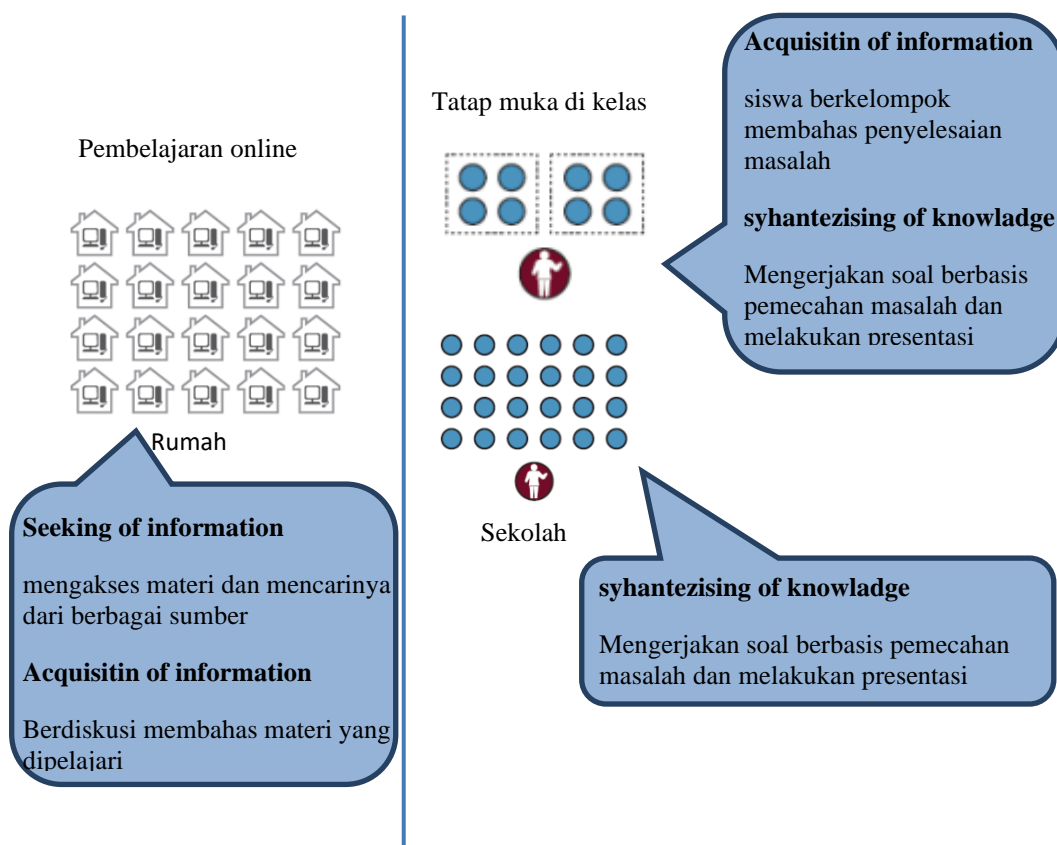 Pembelajaran online
Rumah
Seeking of information
mengakses materi dan mencarinya
dari berbagai sumber
Acquisitin of information
Berdiskusi membahas materi yang
dipelajari
Tatap muka di kelas
Acquisitin of information
siswa berkelompok
membahas penyelesaian
masalah
syhantezising of knowladge
Mengerjakan soal berbasis
pemecahan masalah dan
melakukan presentasi
Sekolah
syhantezising of knowladge
Mengerjakan soal berbasis pemecahan
masalah dan melakukan presentasi